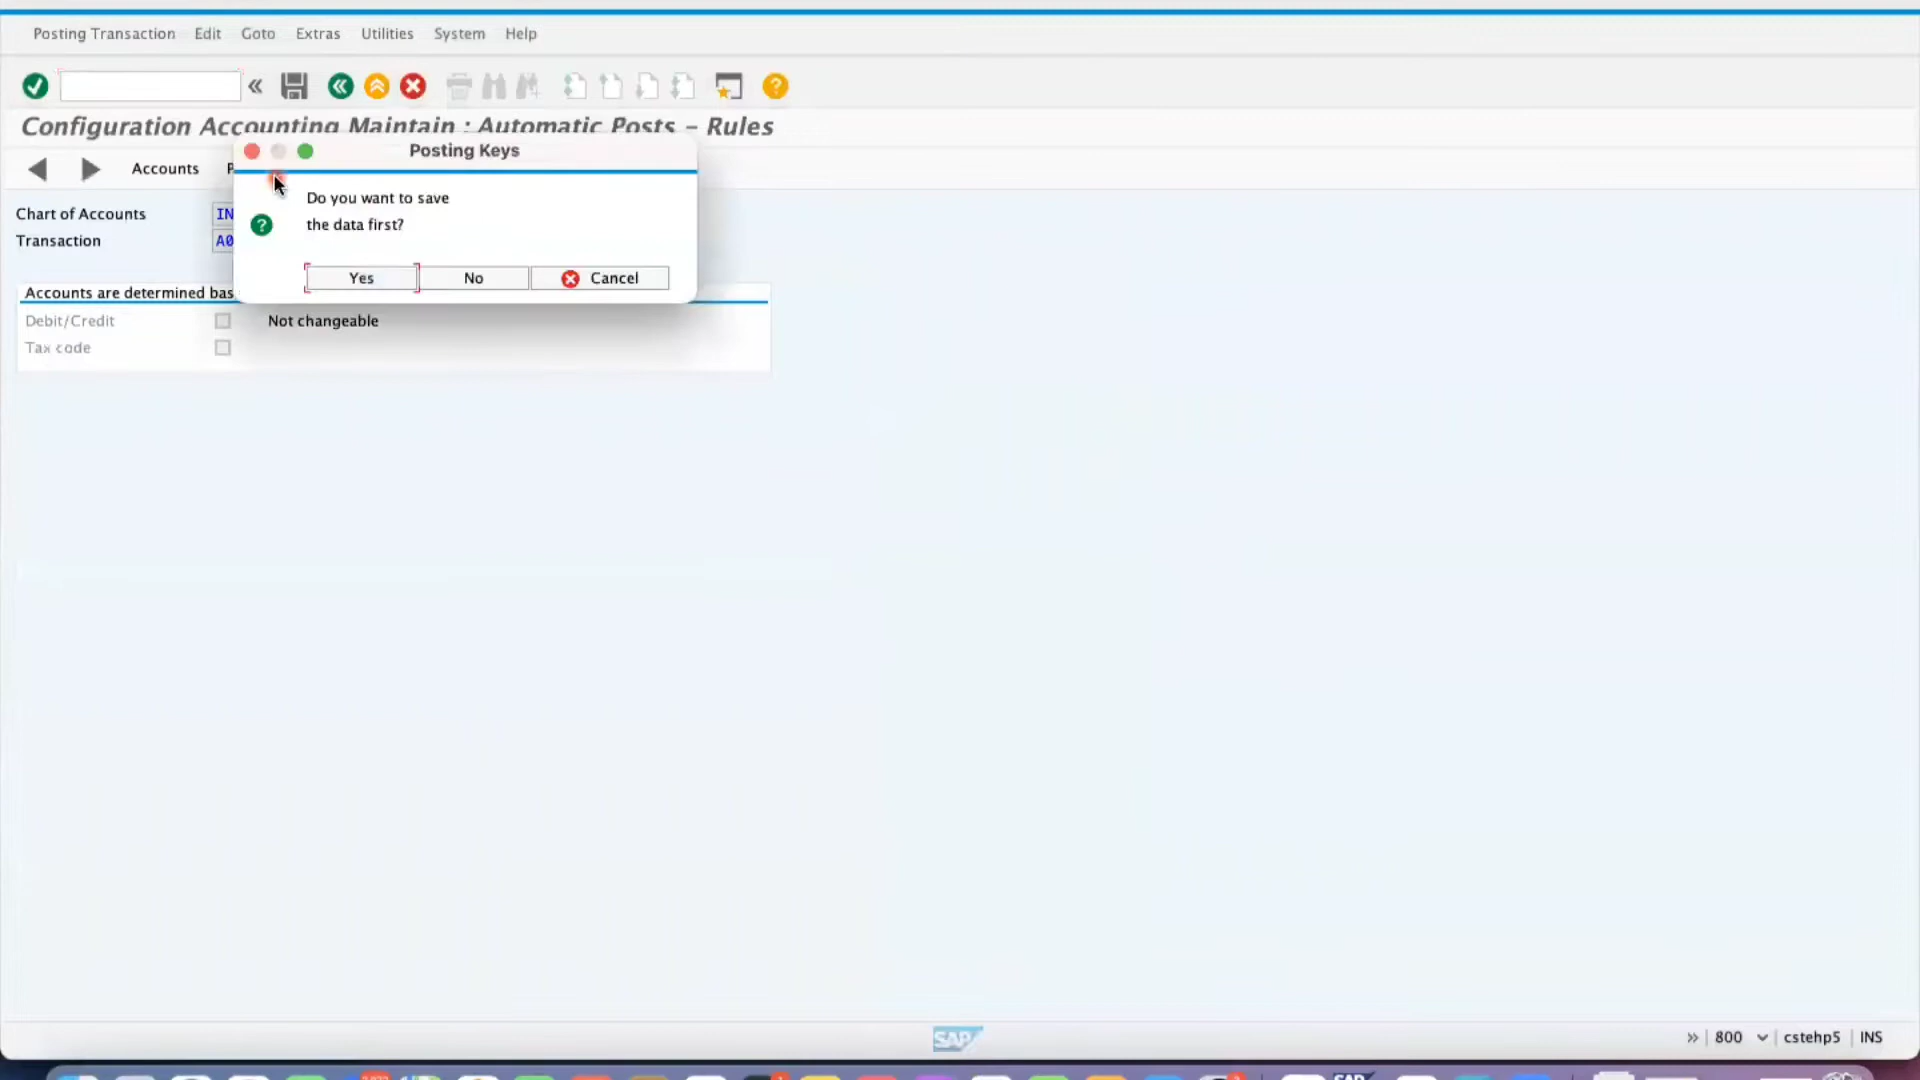 Posting Transaction Edit Goto Extras Utilities System Help
Configuration Accounting Maintain : Automatic Posts - Rules
Accounts
Posting Keys
Do you want to save
the data first?
Yes No Cancel
Chart of Accounts IN
Transaction A0
Accounts are determined bas
Debit/Credit Not changeable
Tax code
SAP
800 cstehp5 INS
SAP